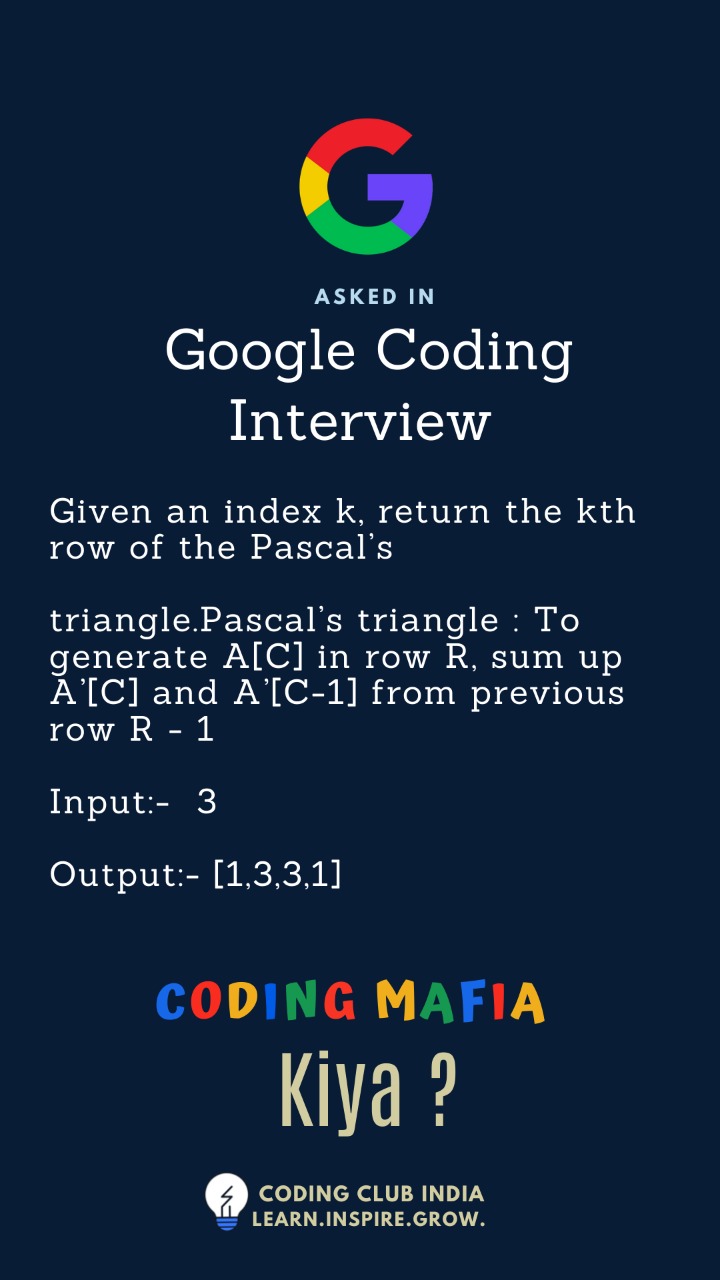 ASKED IN
Google Coding
Interview
Given an index k, return the kth
row of the Pascal's
triangle.Pascal's triangle : To
generate A[C] in row R, sum up
A'[C] and A'[C-1] from previous
row R - 1
Input:- 3
Output:- [1,3,3,1]
CODING MAFIA
Kiya ?
CODING CLUB INDIA
LEARN.INSPIRE.GROW.